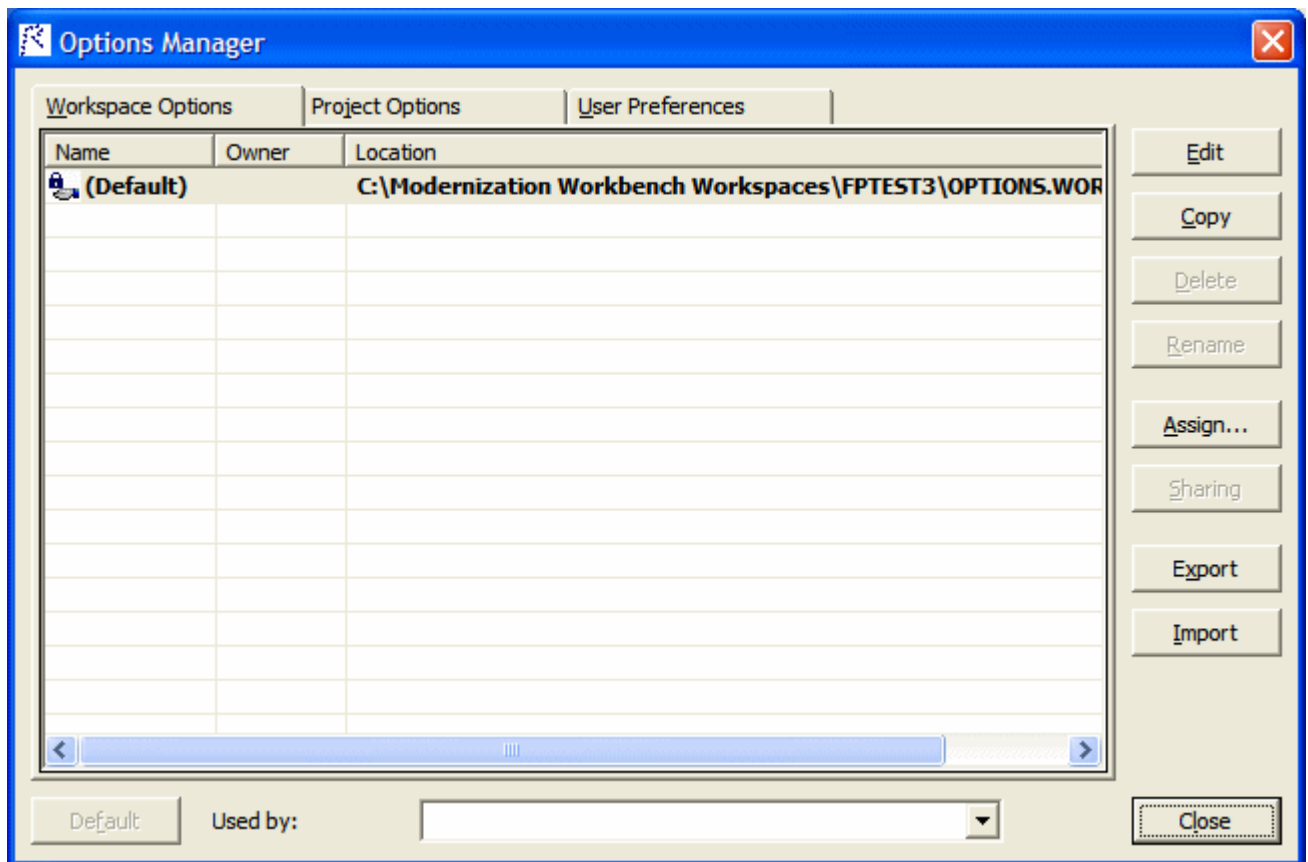 Options Manager
Workspace Options Project Options User Preferences
Name Owner Location
(Default) C:\Modernization Workbench Workspaces\FPTEST3\OPTIONS.WOR
Edit
Copy
Delete
Rename
Assign...
Sharing
Export
Import
Default Used by: Close